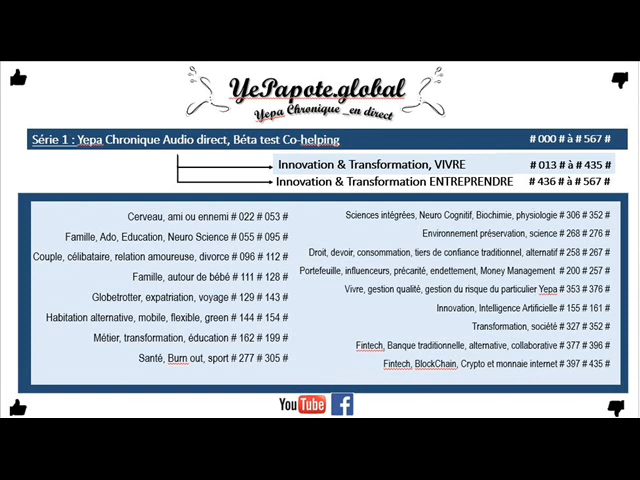 YePapote.global
Yepa Chronique _en direct
Série 1 : Yepa Chronique Audio direct, Béta test Co-helping # 000 # à # 567 #
Innovation & Transformation, VIVRE # 013 # à # 435 #
Innovation & Transformation ENTREPRENDRE # 436 # à # 567 #
Cerveau, ami ou ennemi # 022 # 053 #
Famille, Ado, Education, Neuro Science # 055 # 095 #
Couple, célibataire, relation amoureuse, divorce # 096 # 112 #
Famille, autour de bébé # 111 # 128 #
Globetrotter, expatriation, voyage # 129 # 143 #
Habitation alternative, mobile, flexible, green # 144 # 154 #
Métier, transformation, éducation # 162 # 199 #
Santé, Burn out, sport # 277 # 305 #
Sciences intégrées, Neuro Cognitif, Biochimie, physiologie # 306 # 352 #
Environnement préservation, science # 268 # 276 #
Droit, devoir, consommation, tiers de confiance traditionnel, alternatif # 258 # 267 #
Portefeuille, influenceurs, précarité, endettement, Money Management # 200 # 257 #
Vivre, gestion qualité, gestion du risque du particulier Yepa # 353 # 376 #
Innovation, Intelligence Artificielle # 155 # 161 #
Transformation, société # 327 # 352 #
Fintech, Banque traditionnelle, alternative, collaborative # 377 # 396 #
Fintech, BlockChain, Crypto et monnaie internet # 397 # 435 #
YouTube f